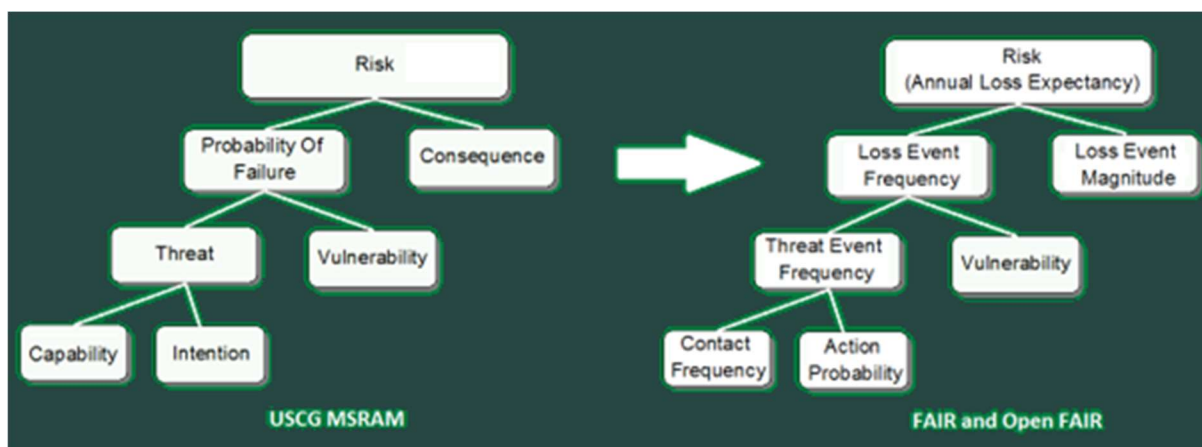 Risk
Probability Of
Failure
Consequence
Threat
Vulnerability
Capability
Intention
USCG MSRAM
Risk
(Annual Loss Expectancy)
Loss Event
Frequency
Loss Event
Magnitude
Threat Event
Frequency
Vulnerability
Contact
Frequency
Action
Probability
FAIR and Open FAIR